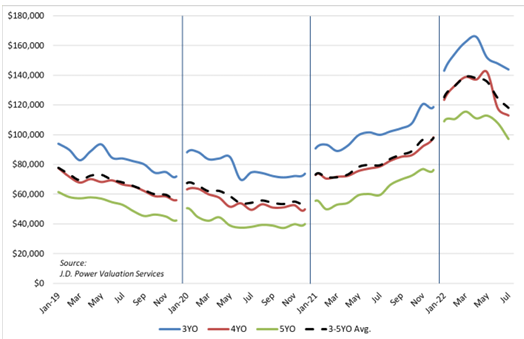 $180,000
$160,000
$140,000
$120,000
$100,000
$80,000
$60,000
$40,000
$20,000
$0
Source:
J.D. Power Valuation Services
Jan-19 Mar May Jul Sep Nov Jan-20 Mar May Jul Sep Nov Jan-21 Mar May Jul Sep Nov Jan-22 Mar May Jul
3YO 4YO 5YO 3-5YO Avg.